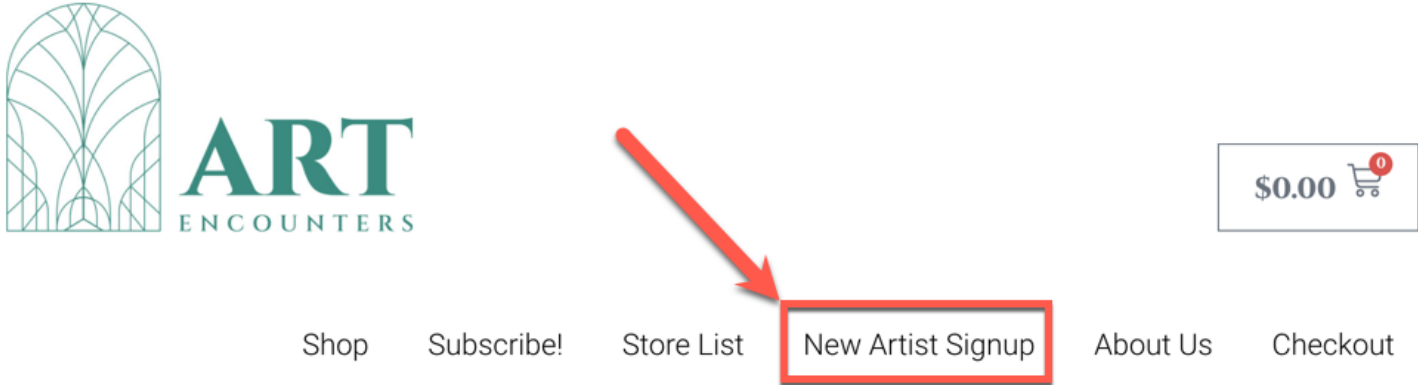 ART
ENCOUNTERS
$0.00 0
Shop Subscribe! Store List New Artist Signup About Us Checkout